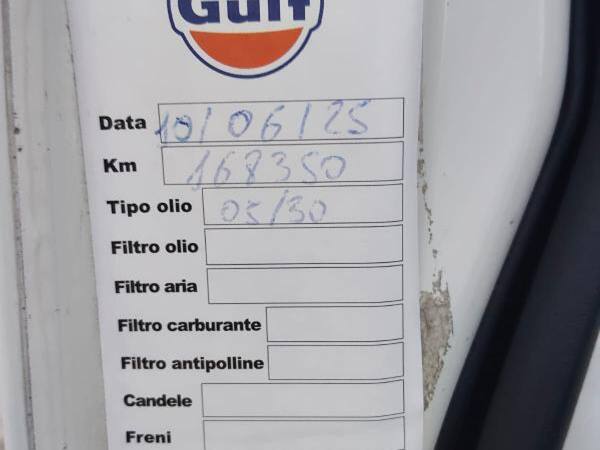 Gulf
Data 10/06/25
Km 168350
Tipo olio 05/30
Filtro olio
Filtro aria
Filtro carburante
Filtro antipolline
Candele
Freni